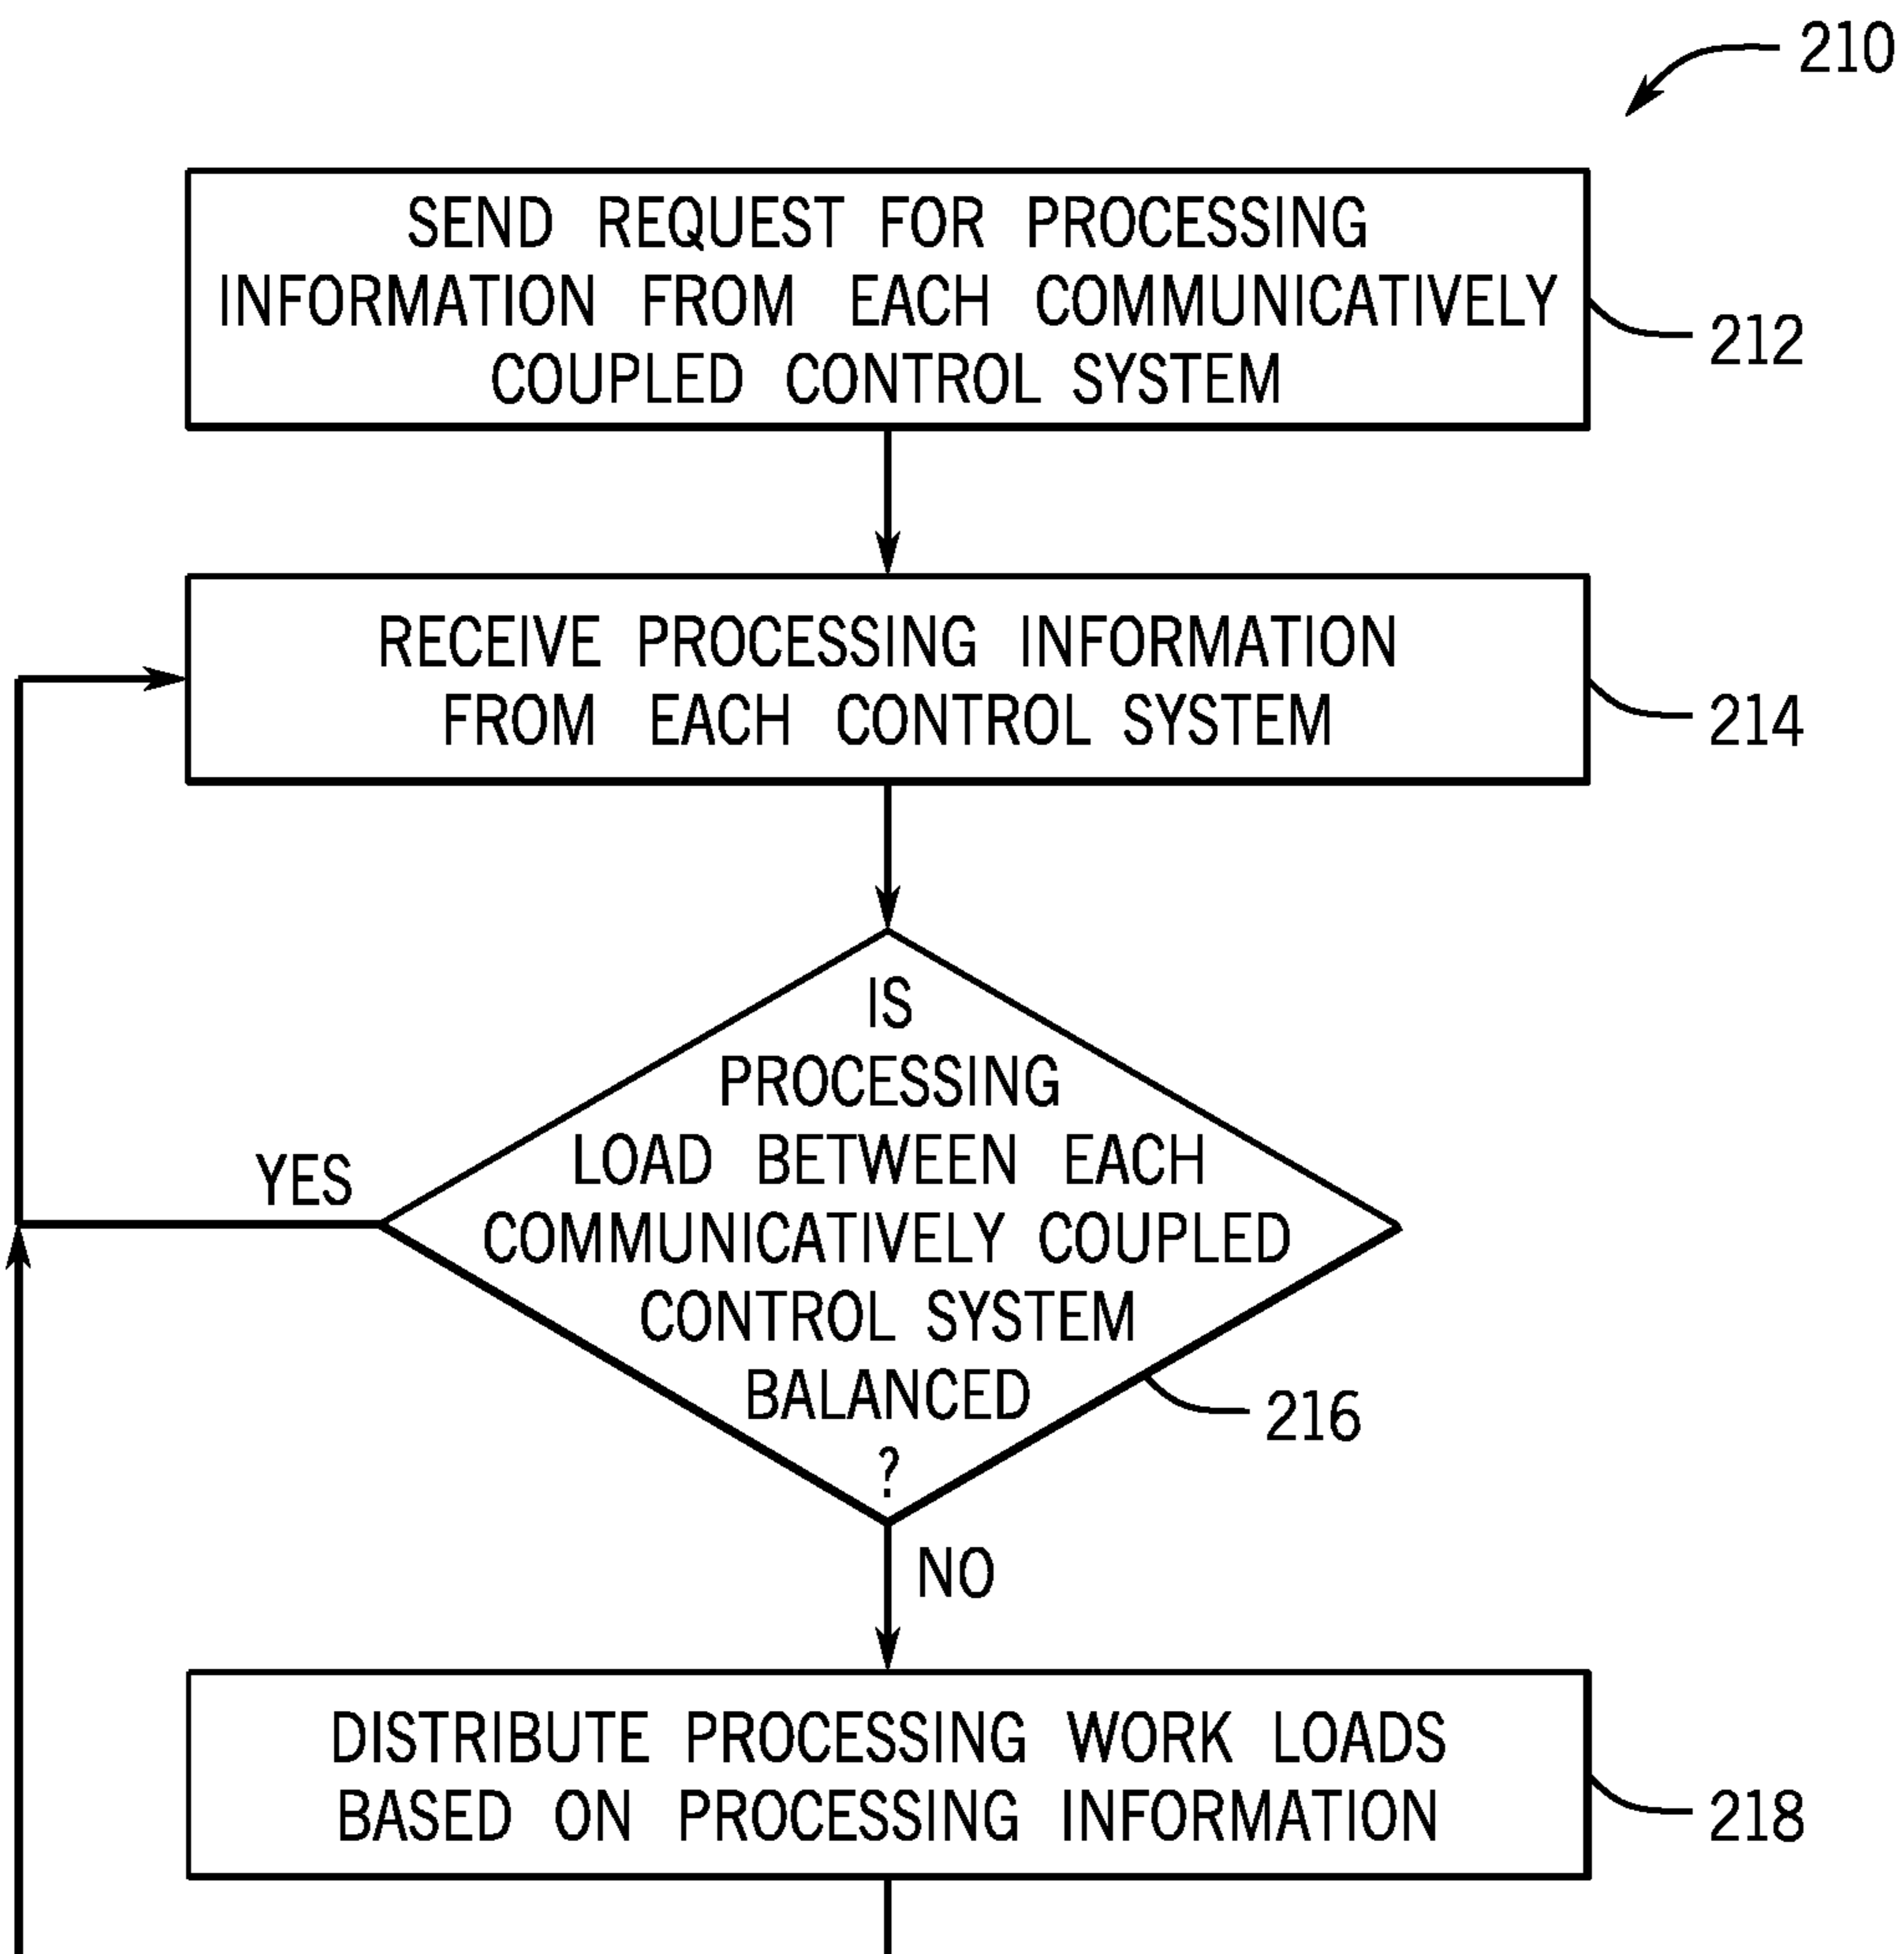 210
SEND REQUEST FOR PROCESSING
INFORMATION FROM EACH COMMUNICATIVELY
COUPLED CONTROL SYSTEM
212
RECEIVE PROCESSING INFORMATION
FROM EACH CONTROL SYSTEM
214
IS
PROCESSING
LOAD BETWEEN EACH
COMMUNICATIVELY COUPLED
CONTROL SYSTEM
BALANCED
?
YES
216
NO
DISTRIBUTE PROCESSING WORK LOADS
BASED ON PROCESSING INFORMATION
218